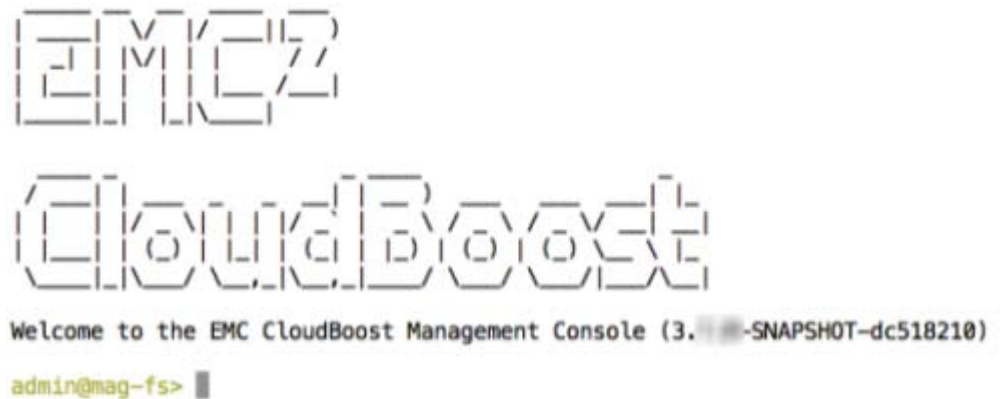 EMC2
CloudBoost
Welcome to the EMC CloudBoost Management Console (3. -SNAPSHOT-dc518210)
admin@mag-fs>